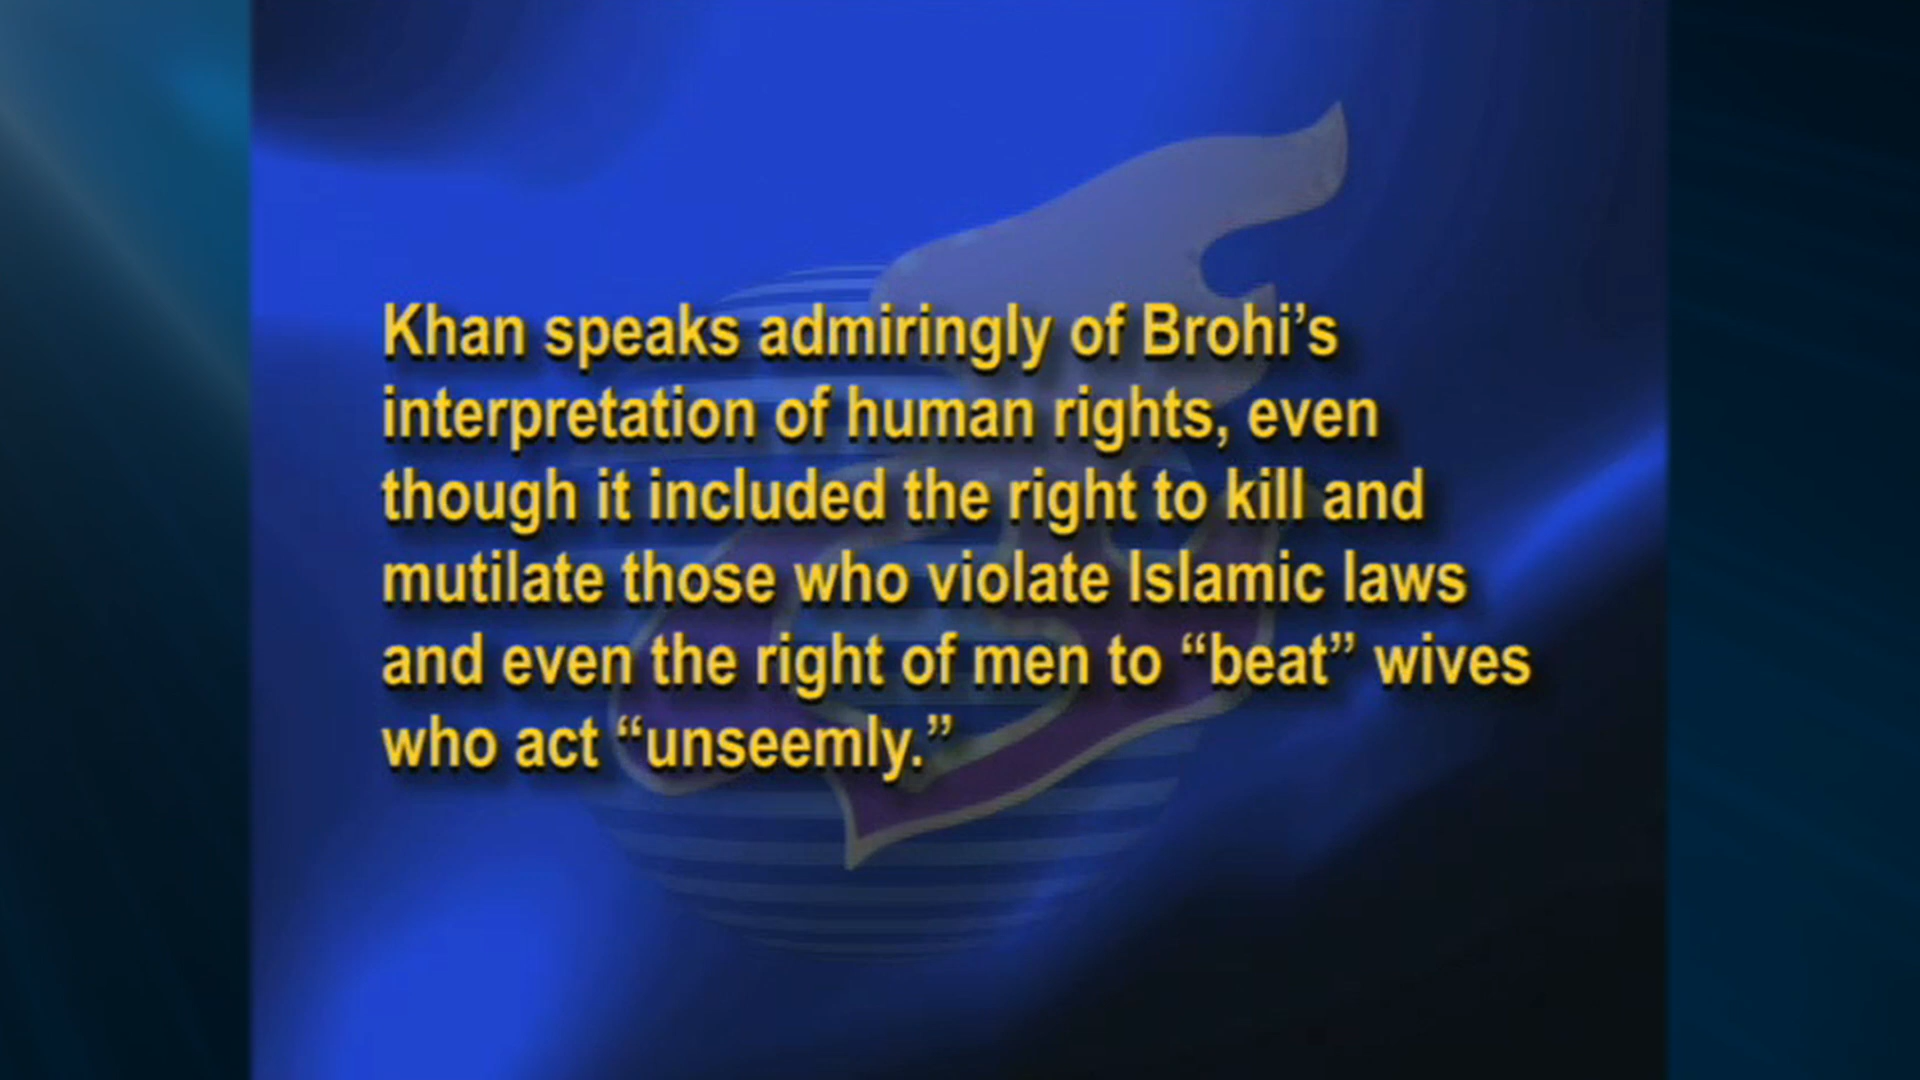 Khan speaks admiringly of Brohi’s
interpretation of human rights, even
though it included the right to kill and
mutilate those who violate Islamic laws
and even the right of men to “beat” wives
who act “unseemly.”